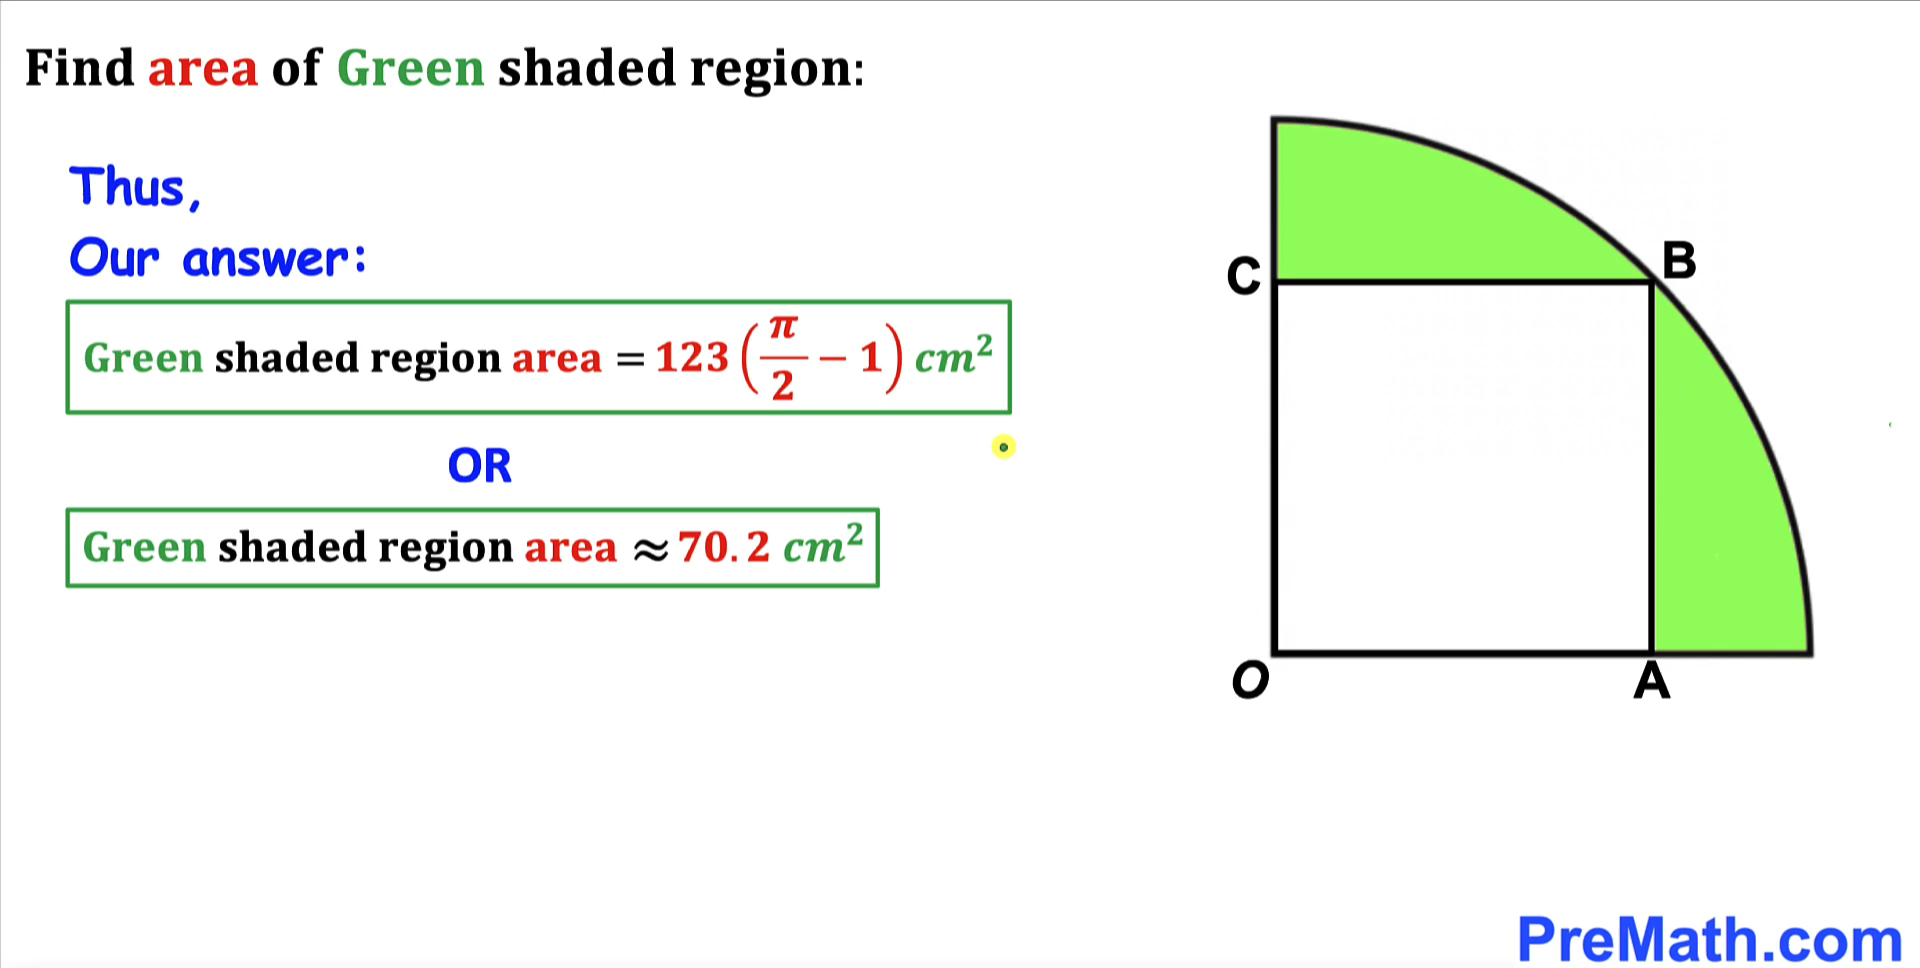 Find area of Green shaded region:
Thus,
Our answer:
Green shaded region area = 123 (π/2 − 1) cm²
OR
Green shaded region area ≈ 70.2 cm²
C
B
O
A
PreMath.com